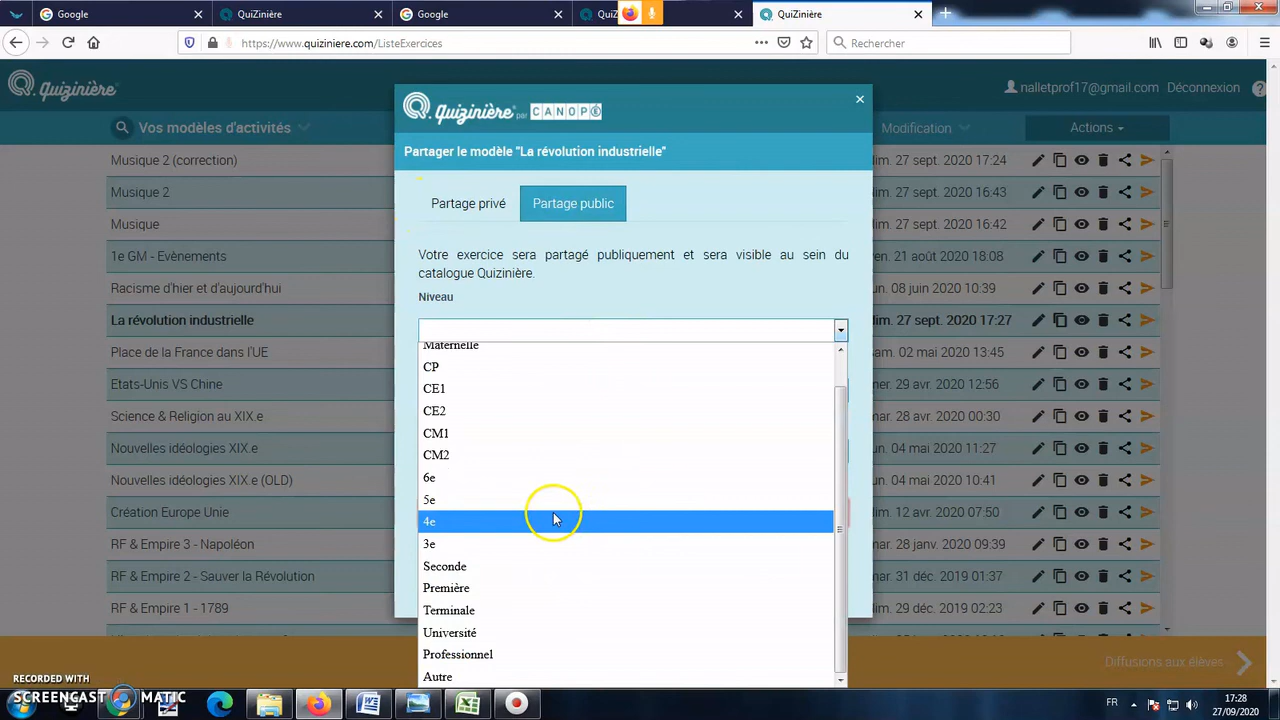 Google
QuiZinière
Google
QuiZ
QuiZinière
https://www.quiziniere.com/ListeExercices
Rechercher
Quizinière
nalletprof17@gmail.com
Déconnexion
Vos modèles d'activités
Modification
Actions
Quizinière par CANOPÉ
Partager le modèle "La révolution industrielle"
Partage privé
Partage public
Votre exercice sera partagé publiquement et sera visible au sein du
catalogue Quizinière.
Niveau
Maternelle
CP
CE1
CE2
CM1
CM2
6e
5e
4e
3e
Seconde
Première
Terminale
Université
Professionnel
Autre
Musique 2 (correction)
dim. 27 sept. 2020 17:24
Musique 2
dim. 27 sept. 2020 16:43
Musique
dim. 27 sept. 2020 16:42
1e GM - Evènements
ven. 21 août 2020 18:08
Racisme d'hier et d'aujourd'hui
lun. 08 juin 2020 10:39
La révolution industrielle
dim. 27 sept. 2020 17:27
Place de la France dans l'UE
sam. 02 mai 2020 13:45
Etats-Unis VS Chine
mer. 29 avr. 2020 12:56
Science & Religion au XIX.e
mar. 28 avr. 2020 00:30
Nouvelles idéologies XIX.e
lun. 04 mai 2020 11:27
Nouvelles idéologies XIX.e (OLD)
lun. 04 mai 2020 10:41
Création Europe Unie
dim. 12 avr. 2020 07:50
RF & Empire 3 - Napoléon
mar. 28 janv. 2020 09:39
RF & Empire 2 - Sauver la Révolution
mar. 31 déc. 2019 01:37
RF & Empire 1 - 1789
dim. 29 déc. 2019 02:23
Diffusions aux élèves
RECORDED WITH
SCREENCAST MATIC
FR
17:28
27/09/2020